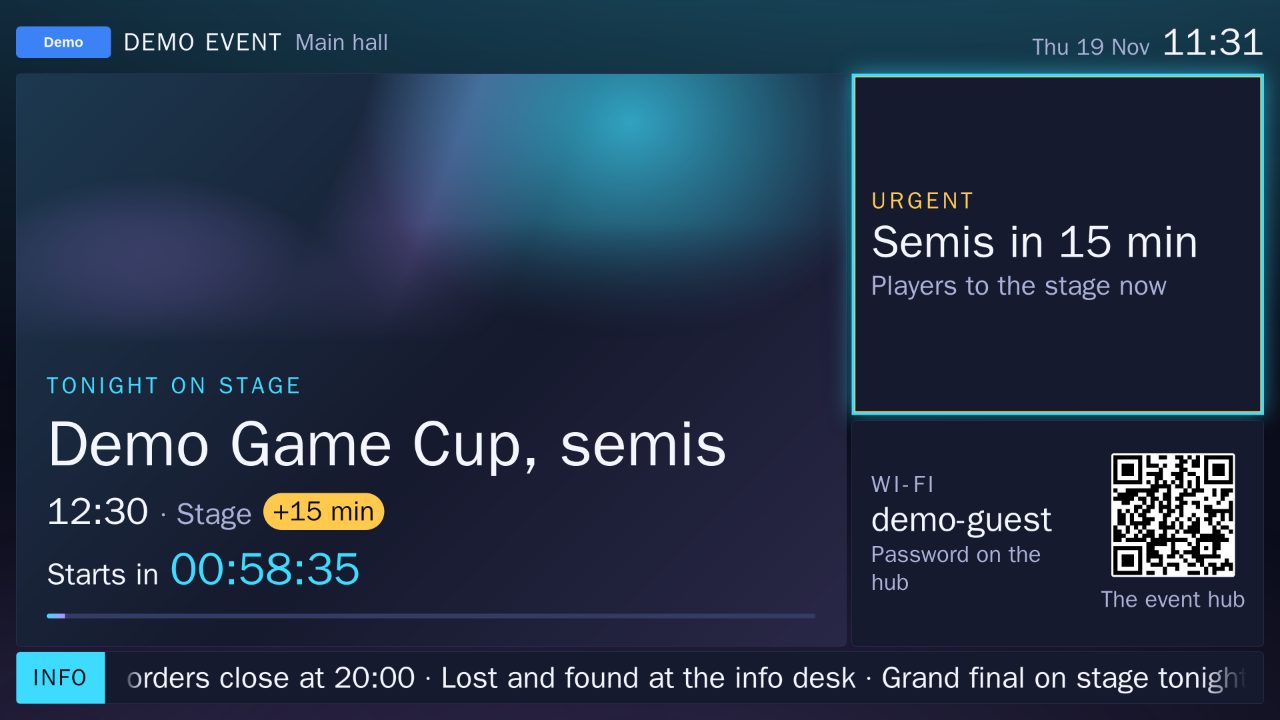 Demo
DEMO EVENT Main hall
Thu 19 Nov 11:31
TONIGHT ON STAGE
Demo Game Cup, semis
12:30 · Stage +15 min
Starts in 00:58:35
URGENT
Semis in 15 min
Players to the stage now
WI-FI
demo-guest
Password on the
hub
The event hub
INFO
orders close at 20:00 · Lost and found at the info desk · Grand final on stage tonight